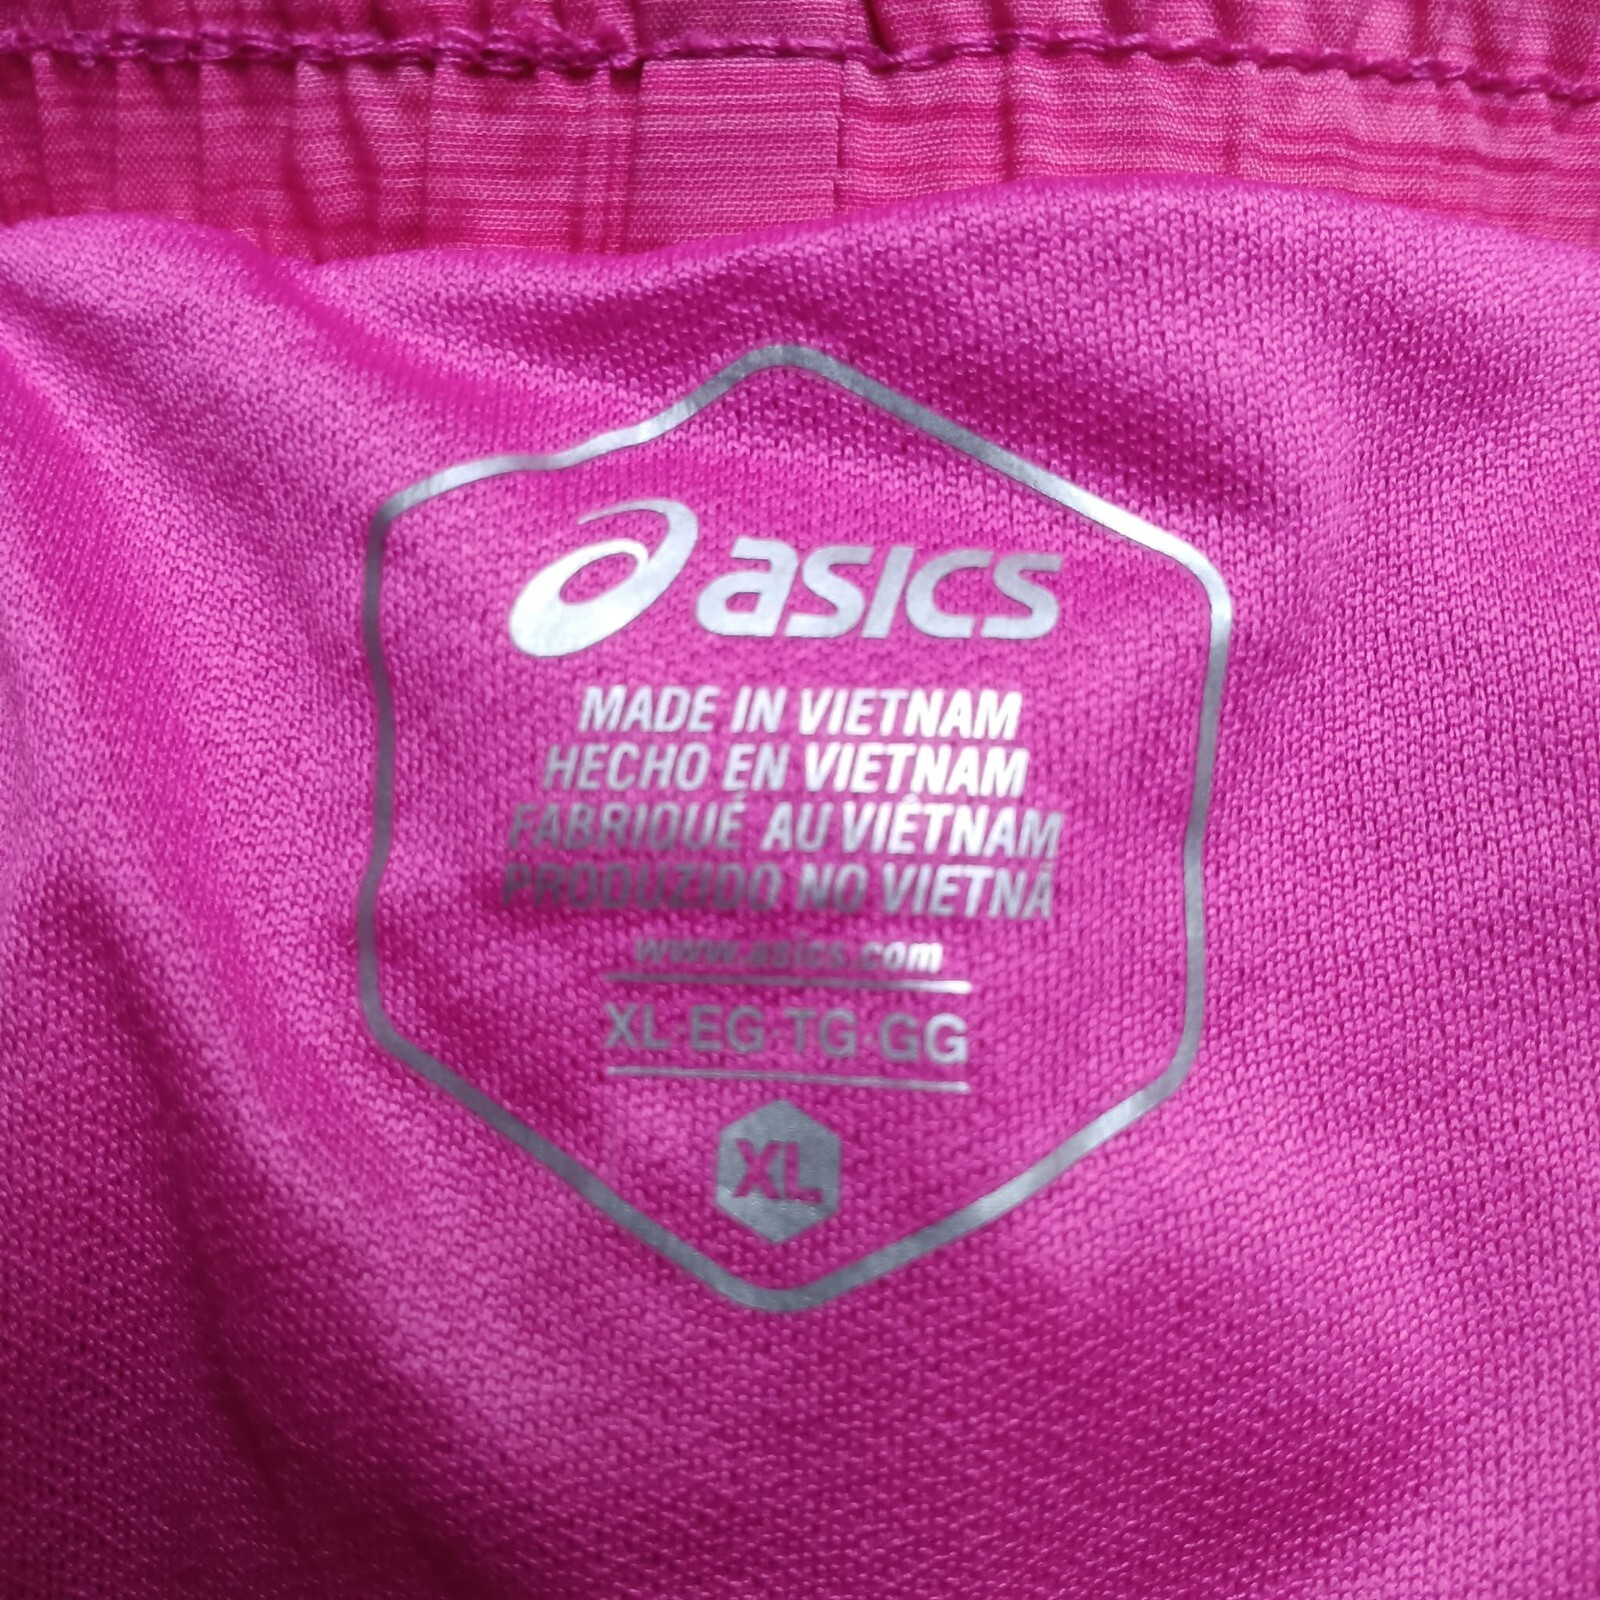 asics
MADE IN VIETNAM
HECHO EN VIETNAM
FABRIQUÉ AU VIÊTNAM
PRODUZIDO NO VIETNÃ
www.asics.com
XL·EG·TG·GG
XL